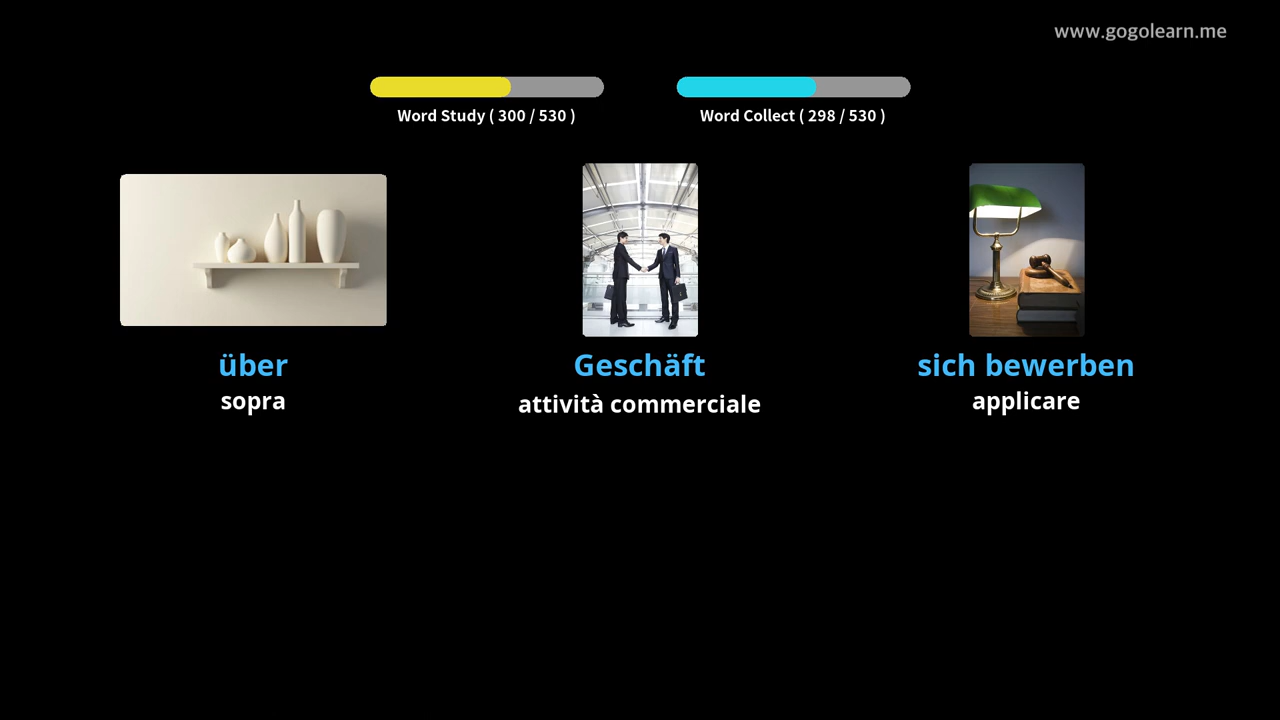 www.gogolearn.me
Word Study ( 300 / 530 )
Word Collect ( 298 / 530 )
über
sopra
Geschäft
attività commerciale
sich bewerben
applicare